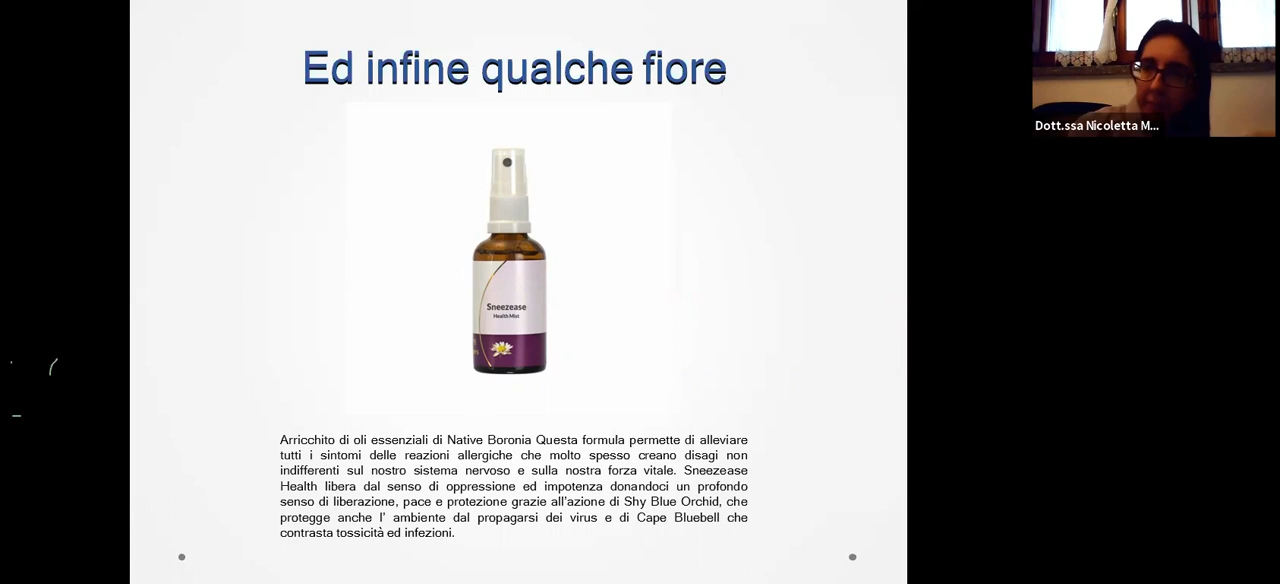 Ed infine qualche fiore
Dott.ssa Nicoletta M...
Sneezease
Health Mist
Arricchito di oli essenziali di Native Boronia Questa formula permette di alleviare
tutti i sintomi delle reazioni allergiche che molto spesso creano disagi non
indifferenti sul nostro sistema nervoso e sulla nostra forza vitale. Sneezease
Health libera dal senso di oppressione ed impotenza donandoci un profondo
senso di liberazione, pace e protezione grazie all'azione di Shy Blue Orchid, che
protegge anche l' ambiente dal propagarsi dei virus e di Cape Bluebell che
contrasta tossicità ed infezioni.